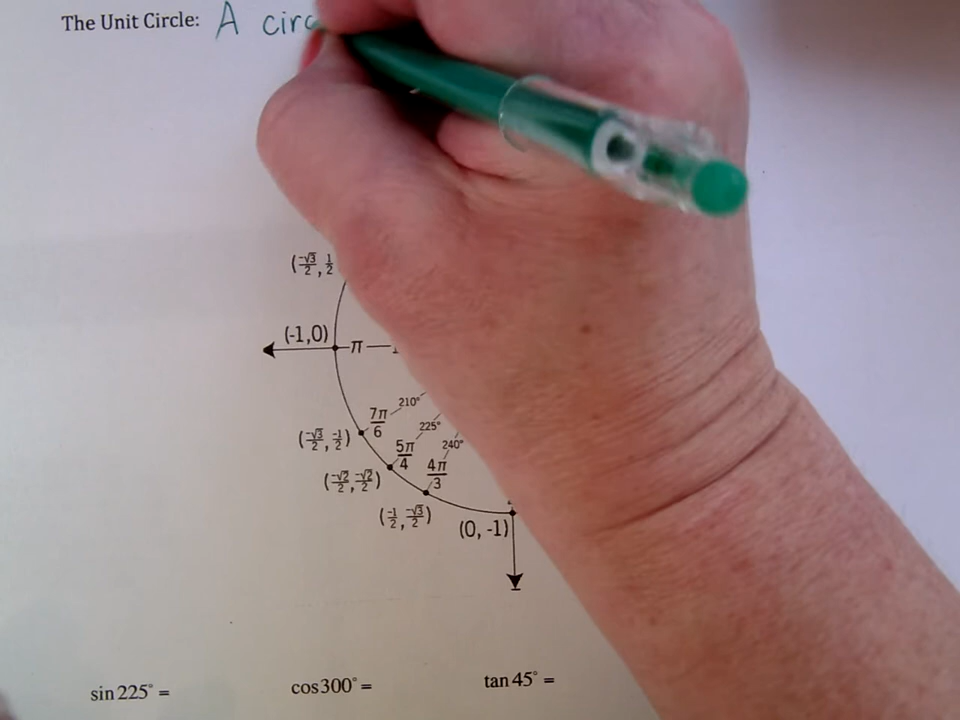 The Unit Circle: A circ
(-√3/2, 1/2
(-1,0) π
7π/6 210°
(-√3/2, -1/2)
225°
5π/4 240°
(-√2/2, -√2/2)
4π/3
(-1/2, -√3/2)
(0, -1)
sin 225° = cos 300° = tan 45° =